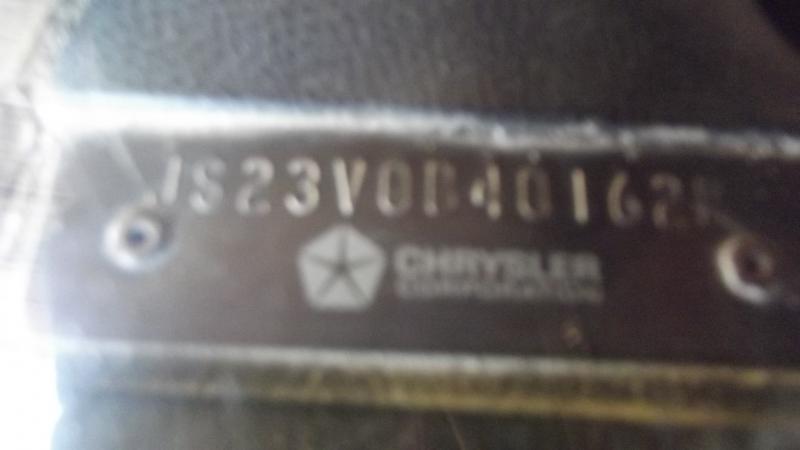 JS23V0B401628
CHRYSLER
CORPORATION